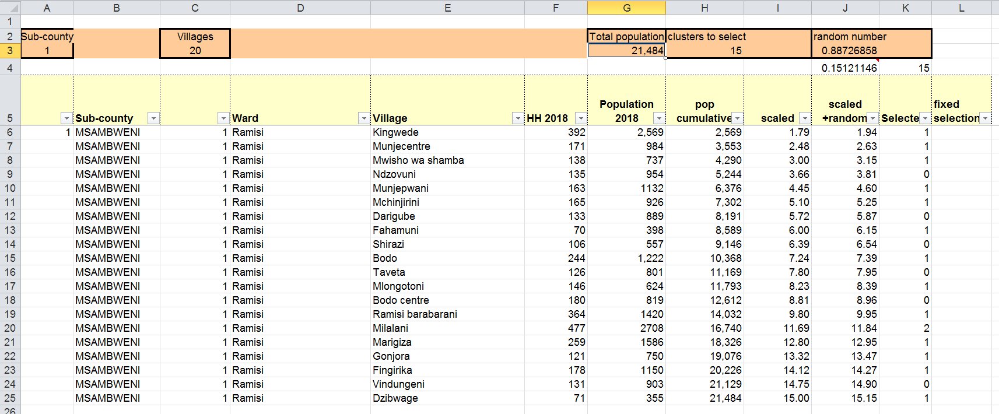 A B C D E F G H I J K L
1
2 Sub-county Villages Total population clusters to select random number
3 1 20 21,484 15 0.88726858
4 0.15121146 15
Population pop scaled fixed
5 Sub-county Ward Village HH 2018 2018 cumulative scaled +random Selecte selection
6 1 MSAMBWENI 1 Ramisi Kingwede 392 2,569 2,569 1.79 1.94 1
7 MSAMBWENI 1 Ramisi Munjecentre 171 984 3,553 2.48 2.63 1
8 MSAMBWENI 1 Ramisi Mwisho wa shamba 138 737 4,290 3.00 3.15 1
9 MSAMBWENI 1 Ramisi Ndzovuni 135 954 5,244 3.66 3.81 0
10 MSAMBWENI 1 Ramisi Munjepwani 163 1132 6,376 4.45 4.60 1
11 MSAMBWENI 1 Ramisi Mchinjirini 165 926 7,302 5.10 5.25 1
12 MSAMBWENI 1 Ramisi Darigube 133 889 8,191 5.72 5.87 0
13 MSAMBWENI 1 Ramisi Fahamuni 70 398 8,589 6.00 6.15 1
14 MSAMBWENI 1 Ramisi Shirazi 106 557 9,146 6.39 6.54 0
15 MSAMBWENI 1 Ramisi Bodo 244 1,222 10,368 7.24 7.39 1
16 MSAMBWENI 1 Ramisi Taveta 126 801 11,169 7.80 7.95 0
17 MSAMBWENI 1 Ramisi Mlongotoni 146 624 11,793 8.23 8.39 1
18 MSAMBWENI 1 Ramisi Bodo centre 180 819 12,612 8.81 8.96 0
19 MSAMBWENI 1 Ramisi Ramisi barabarani 364 1420 14,032 9.80 9.95 1
20 MSAMBWENI 1 Ramisi Milalani 477 2708 16,740 11.69 11.84 2
21 MSAMBWENI 1 Ramisi Marigiza 259 1586 18,326 12.80 12.95 1
22 MSAMBWENI 1 Ramisi Gonjora 121 750 19,076 13.32 13.47 1
23 MSAMBWENI 1 Ramisi Fingirika 178 1150 20,226 14.12 14.27 1
24 MSAMBWENI 1 Ramisi Vindungeni 131 903 21,129 14.75 14.90 0
25 MSAMBWENI 1 Ramisi Dzibwage 71 355 21,484 15.00 15.15 1
26